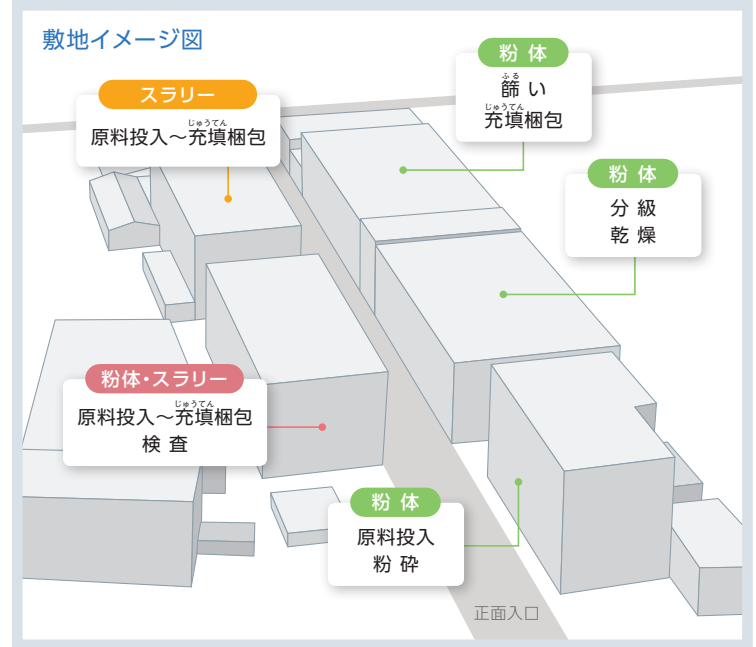 敷地イメージ図
スラリー
じゅうてん
原料投入～充填梱包
粉 体
ふる
篩 い
じゅうてん
充填梱包
粉 体
分 級
乾 燥
粉体・スラリー
じゅうてん
原料投入～充填梱包
検 査
粉 体
原料投入
粉 砕
正面入口